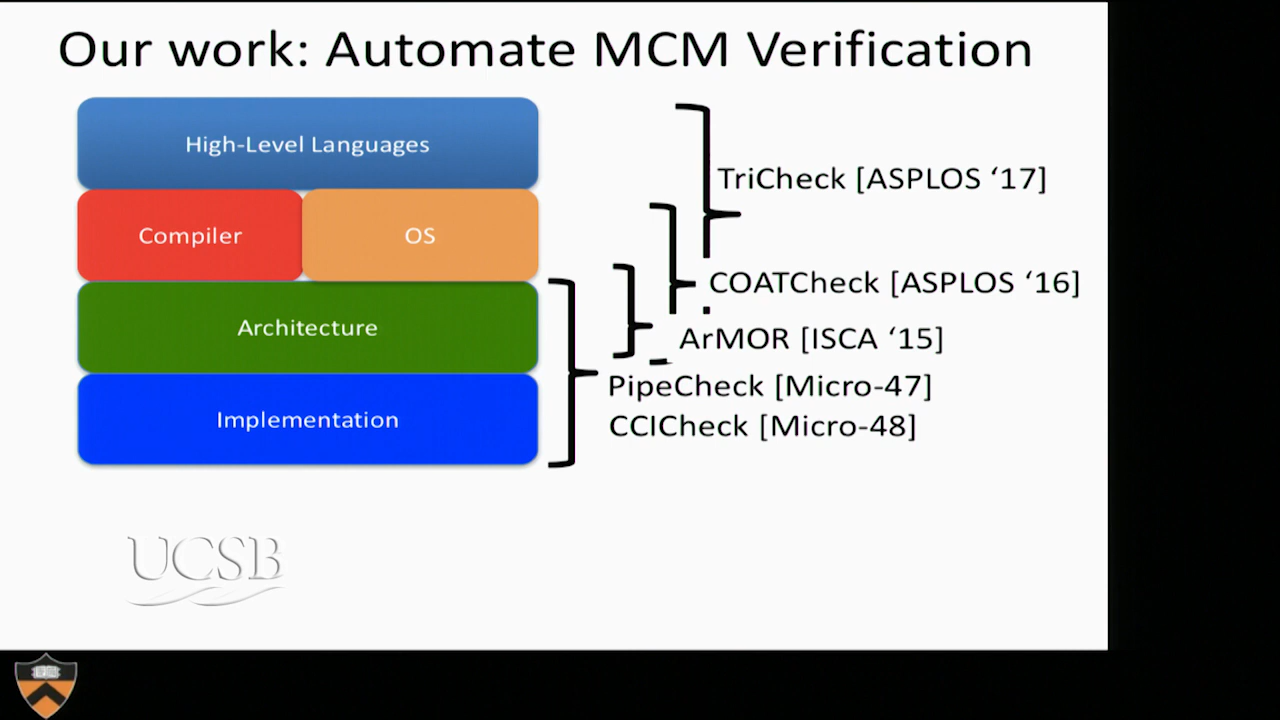 Our work: Automate MCM Verification
High-Level Languages
Compiler
OS
Architecture
Implementation
TriCheck [ASPLOS ‘17]
COATCheck [ASPLOS ‘16]
ArMOR [ISCA ‘15]
PipeCheck [Micro-47]
CCICheck [Micro-48]
UCSB